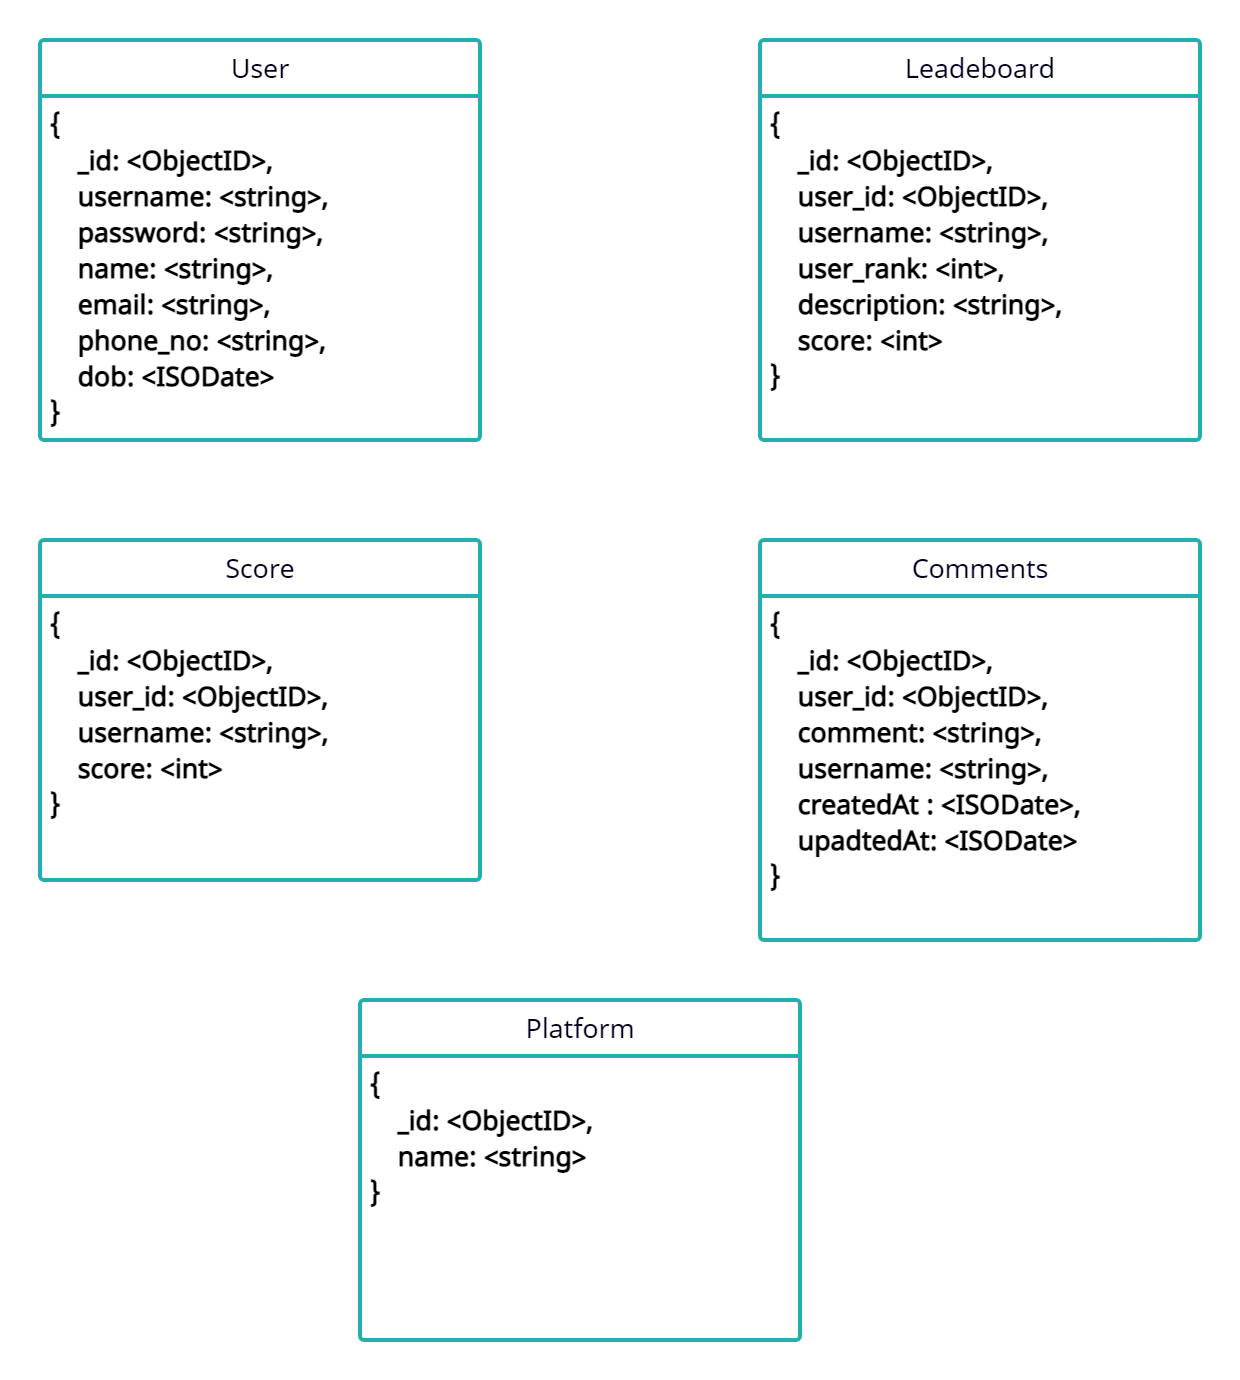 User
{
_id: <ObjectID>,
username: <string>,
password: <string>,
name: <string>,
email: <string>,
phone_no: <string>,
dob: <ISODate>
}
Leadeboard
{
_id: <ObjectID>,
user_id: <ObjectID>,
username: <string>,
user_rank: <int>,
description: <string>,
score: <int>
}
Score
{
_id: <ObjectID>,
user_id: <ObjectID>,
username: <string>,
score: <int>
}
Comments
{
_id: <ObjectID>,
user_id: <ObjectID>,
comment: <string>,
username: <string>,
createdAt : <ISODate>,
upadtedAt: <ISODate>
}
Platform
{
_id: <ObjectID>,
name: <string>
}